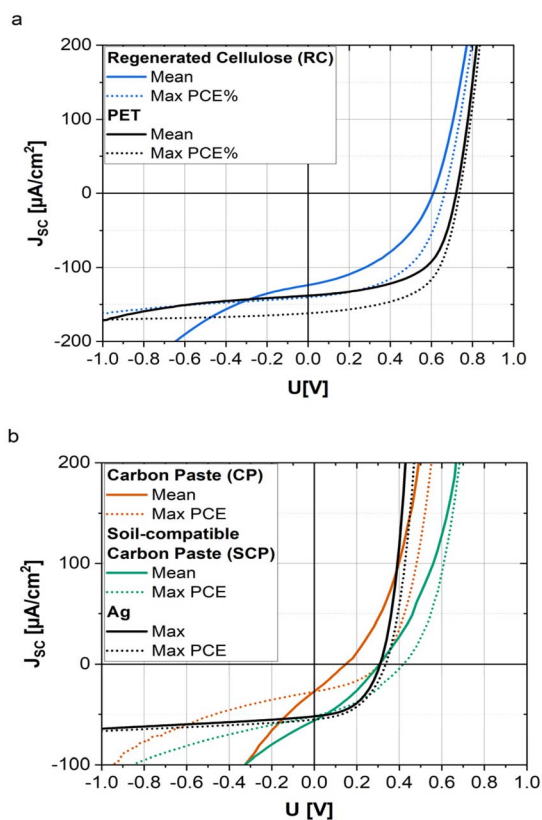 a
200
Regenerated Cellulose (RC)
Mean
Max PCE%
PET
Mean
Max PCE%
100
0
-100
-200
J_SC [µA/cm²]
-1.0 -0.8 -0.6 -0.4 -0.2 0.0 0.2 0.4 0.6 0.8 1.0
U[V]
b
200
Carbon Paste (CP)
Mean
Max PCE
Soil-compatible
Carbon Paste (SCP)
Mean
Max PCE
Ag
Max
Max PCE
100
0
-100
J_SC [µA/cm²]
-1.0 -0.8 -0.6 -0.4 -0.2 0.0 0.2 0.4 0.6 0.8 1.0
U [V]